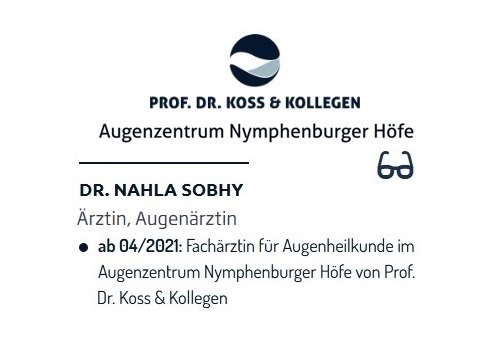 PROF. DR. KOSS & KOLLEGEN
Augenzentrum Nymphenburger Höfe
DR. NAHLA SOBHY
Ärztin, Augenärztin
ab 04/2021: Fachärztin für Augenheilkunde im
Augenzentrum Nymphenburger Höfe von Prof.
Dr. Koss & Kollegen